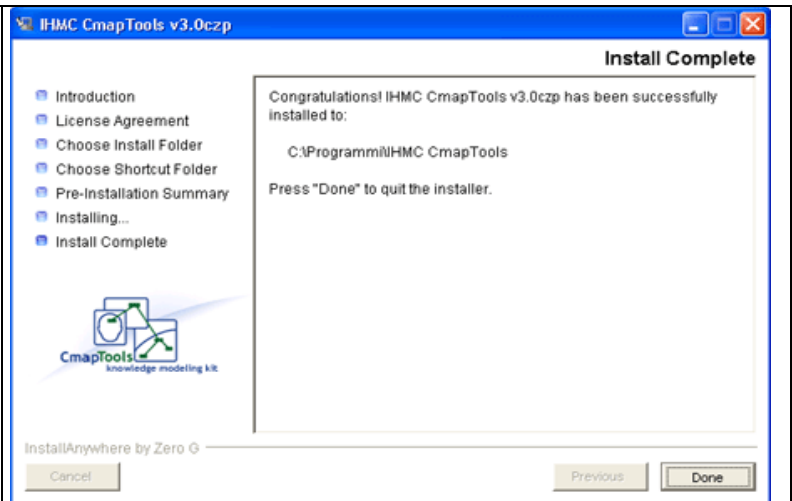 IHMC CmapTools v3.0czp
Install Complete
Introduction
License Agreement
Choose Install Folder
Choose Shortcut Folder
Pre-Installation Summary
Installing...
Install Complete
Congratulations! IHMC CmapTools v3.0czp has been successfully
installed to:
C:\Programmi\IHMC CmapTools
Press "Done" to quit the installer.
CmapTools
knowledge modeling kit
InstallAnywhere by Zero G
Cancel
Previous
Done